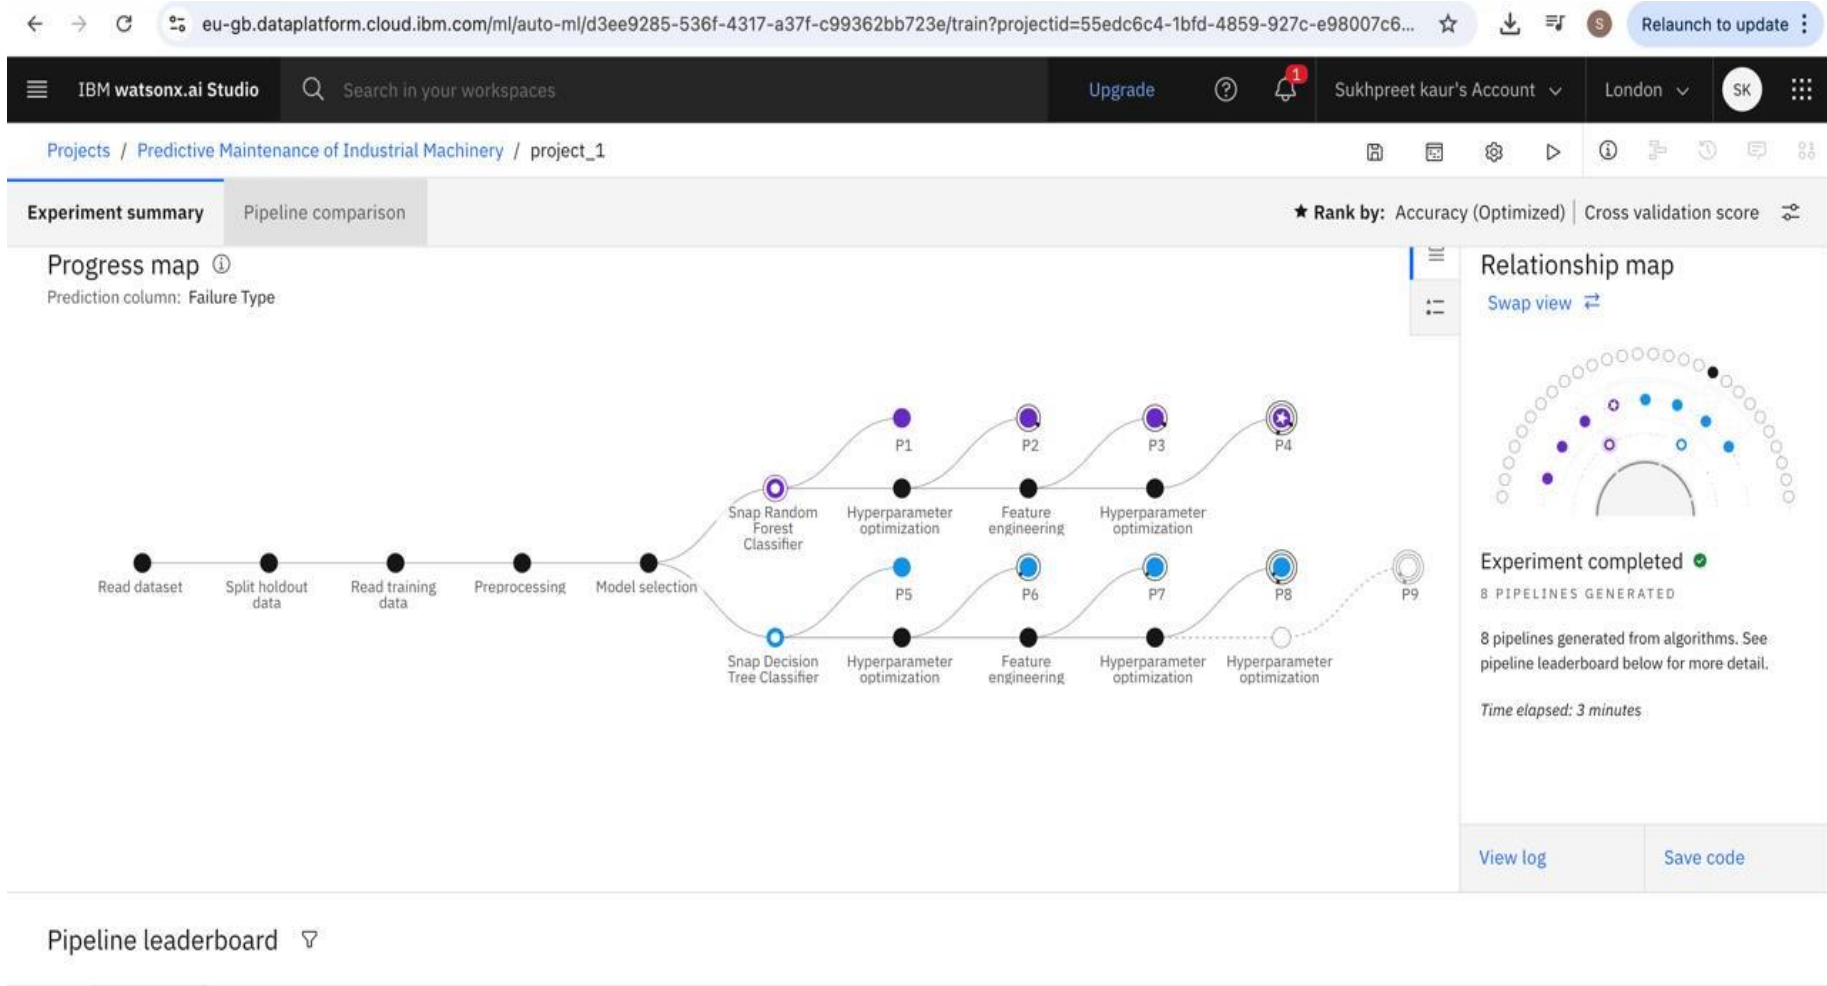 eu-gb.dataplatform.cloud.ibm.com/ml/auto-ml/d3ee9285-536f-4317-a37f-c99362bb723e/train?projectid=55edc6c4-1bfd-4859-927c-e98007c6...
S
Relaunch to update
IBM watsonx.ai Studio
Search in your workspaces
Upgrade
1
Sukhpreet kaur's Account
London
SK
Projects / Predictive Maintenance of Industrial Machinery / project_1
Experiment summary
Pipeline comparison
Rank by: Accuracy (Optimized) | Cross validation score
Progress map
Prediction column: Failure Type
P1
P2
P3
P4
Snap Random
Forest
Classifier
Hyperparameter
optimization
Feature
engineering
Hyperparameter
optimization
Read dataset
Split holdout
data
Read training
data
Preprocessing
Model selection
P5
P6
P7
P8
P9
Snap Decision
Tree Classifier
Hyperparameter
optimization
Feature
engineering
Hyperparameter
optimization
Hyperparameter
optimization
Relationship map
Swap view
Experiment completed
8 PIPELINES GENERATED
8 pipelines generated from algorithms. See
pipeline leaderboard below for more detail.
Time elapsed: 3 minutes
View log
Save code
Pipeline leaderboard